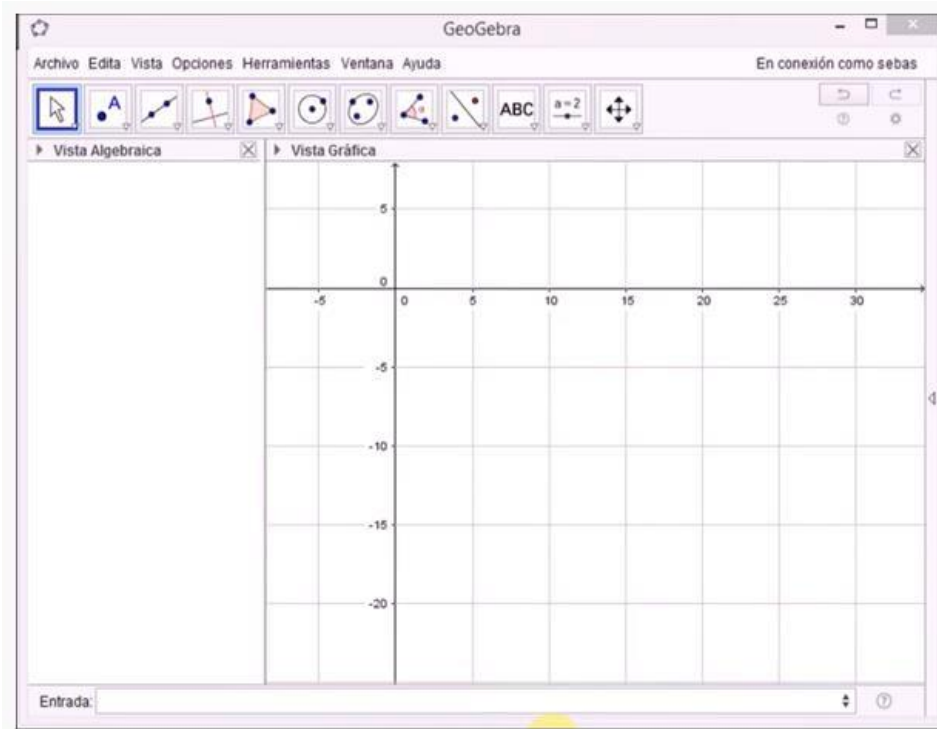 GeoGebra
Archivo Edita Vista Opciones Herramientas Ventana Ayuda
En conexión como sebas
A
α
ABC
a=2
Vista Algebraica
Vista Gráfica
5
0
-5 0 5 10 15 20 25 30
-5
-10
-15
-20
Entrada: